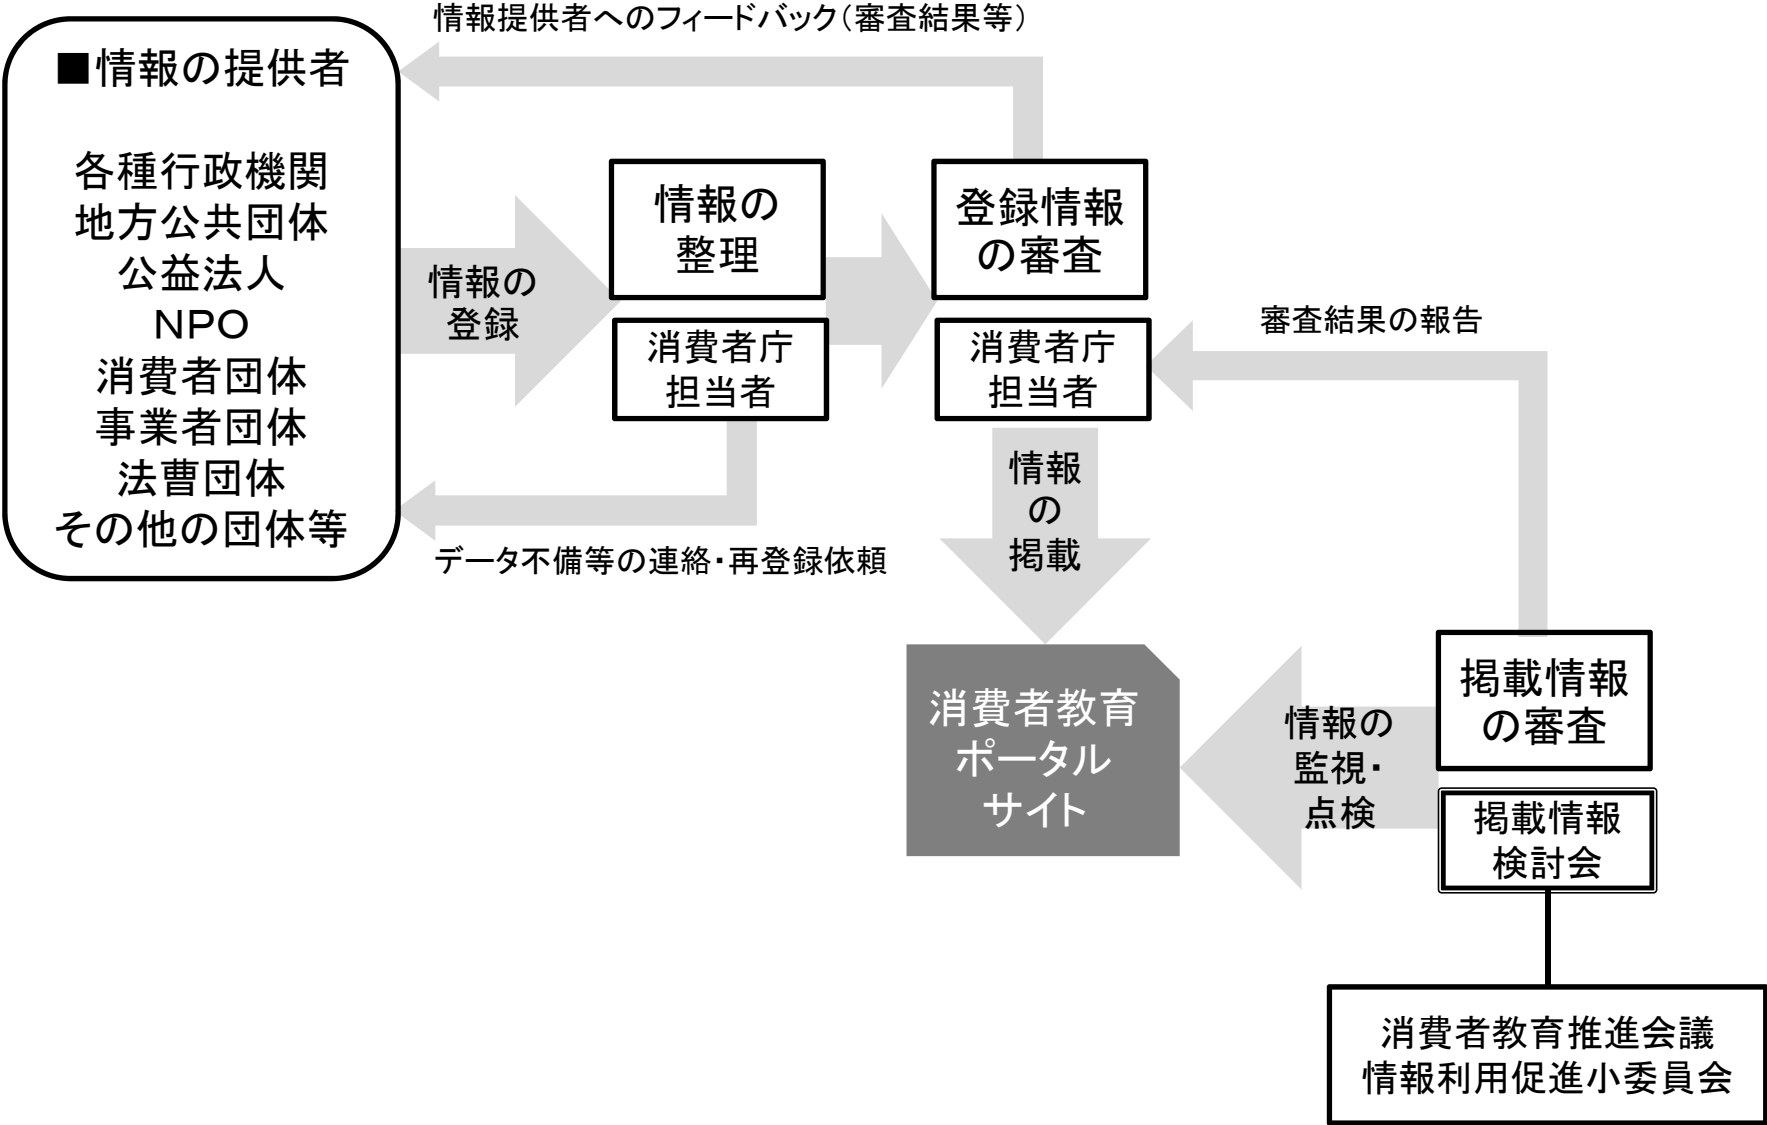 情報提供者へのフィードバック（審査結果等）
■情報の提供者
各種行政機関
地方公共団体
公益法人
ＮＰＯ
消費者団体
事業者団体
法曹団体
その他の団体等
情報の
登録
情報の
整理
消費者庁
担当者
データ不備等の連絡・再登録依頼
登録情報
の審査
消費者庁
担当者
審査結果の報告
情報
の
掲載
消費者教育
ポータル
サイト
情報の
監視・
点検
掲載情報
の審査
掲載情報
検討会
消費者教育推進会議
情報利用促進小委員会